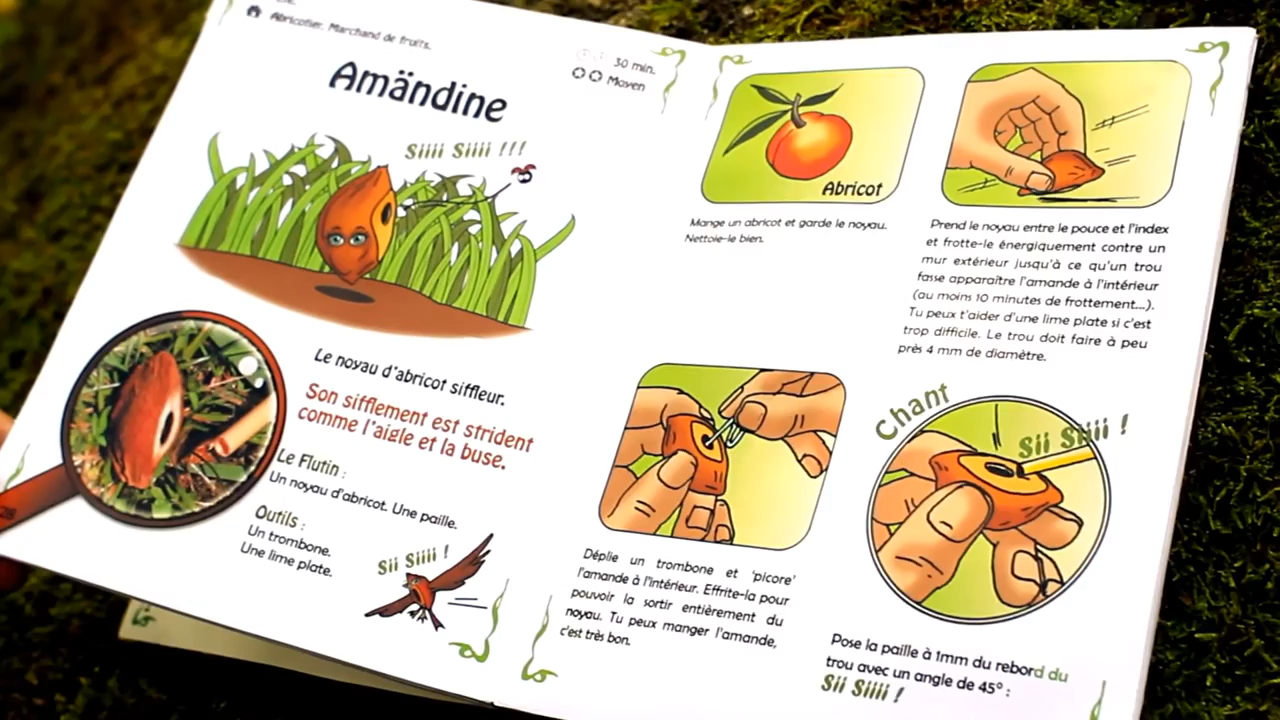 Abricotier. Marchand de fruits.
30 min.
Moyen
Amändine
Siiii Siiii !!!
Le noyau d'abricot siffleur.
Son sifflement est strident
comme l'aigle et la buse.
Le Flutin :
Un noyau d'abricot. Une paille.
Outils :
Un trombone.
Une lime plate.
Sii Siiii !
28
Abricot
Mange un abricot et garde le noyau.
Nettoie-le bien.
Prend le noyau entre le pouce et l'index
et frotte-le énergiquement contre un
mur extérieur jusqu'à ce qu'un trou
fasse apparaître l'amande à l'intérieur
(au moins 10 minutes de frottement...).
Tu peux t'aider d'une lime plate si c'est
trop difficile. Le trou doit faire à peu
près 4 mm de diamètre.
Déplie un trombone et 'picore'
l'amande à l'intérieur. Effrite-la pour
pouvoir la sortir entièrement du
noyau. Tu peux manger l'amande,
c'est très bon.
Chant
Sii Siiii !
Pose la paille à 1mm du rebord du
trou avec un angle de 45° :
Sii Siiii !